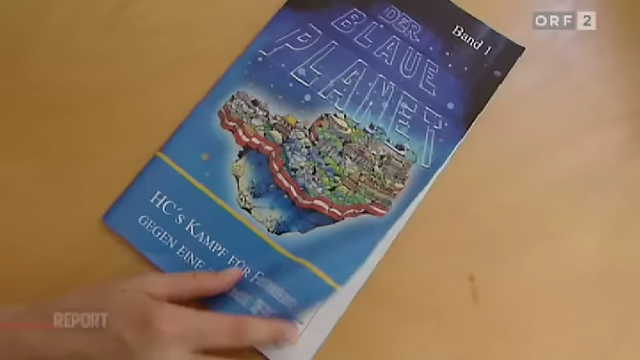 ORF 2
Band 1
DER
BLAUE
PLANET
HC's KAMPF FÜR
GEGEN EINE
REPORT